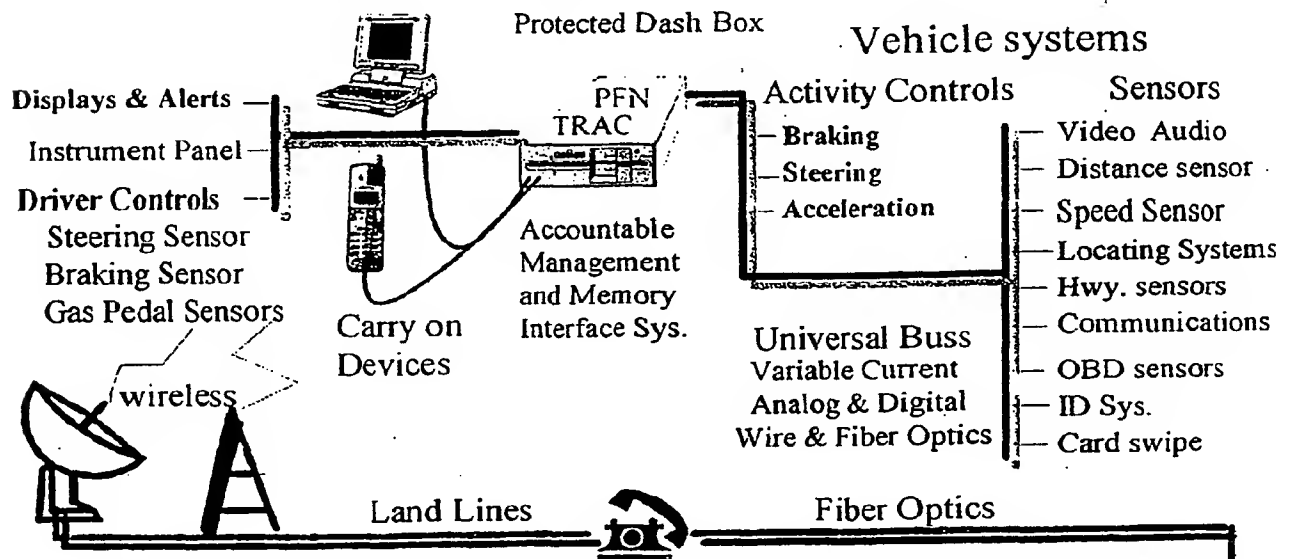 Protected Dash Box
Vehicle systems
Displays & Alerts
Instrument Panel
Driver Controls
Steering Sensor
Braking Sensor
Gas Pedal Sensors
PFN
TRAC
Accountable
Management
and Memory
Interface Sys.
Carry on
Devices
Activity Controls
Braking
Steering
Acceleration
Sensors
Video Audio
Distance sensor
Speed Sensor
Locating Systems
Hwy. sensors
Communications
OBD sensors
ID Sys.
Card swipe
Universal Buss
Variable Current
Analog & Digital
Wire & Fiber Optics
wireless
Land Lines
Fiber Optics